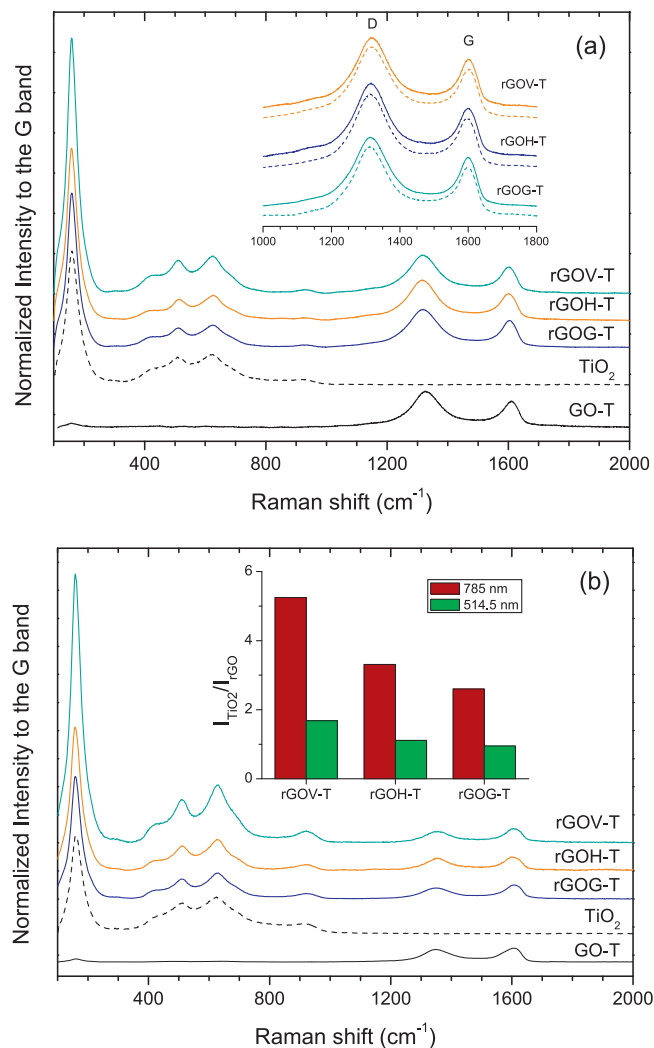 (a)
D
G
rGOV-T
rGOH-T
rGOG-T
1000 1200 1400 1600 1800
rGOV-T
rGOH-T
rGOG-T
TiO2
GO-T
400 800 1200 1600 2000
Raman shift (cm-1)
Normalized Intensity to the G band
(b)
785 nm
514.5 nm
6
4
2
0
ITiO2/IrGO
rGOV-T rGOH-T rGOG-T
rGOV-T
rGOH-T
rGOG-T
TiO2
GO-T
400 800 1200 1600 2000
Raman shift (cm-1)
Normalized Intensity to the G band